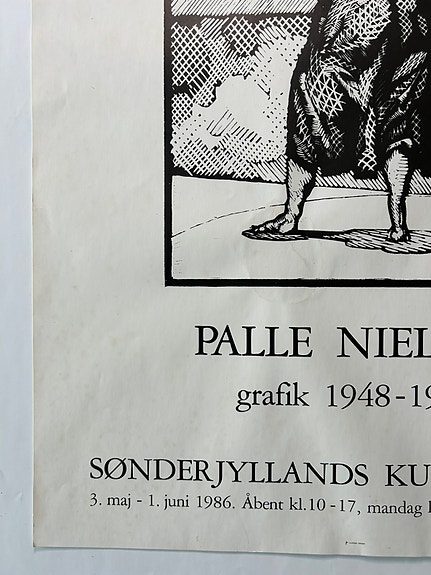 PALLE NIEL
grafik 1948-19
SØNDERJYLLANDS KU
3. maj - 1. juni 1986. Åbent kl.10-17, mandag